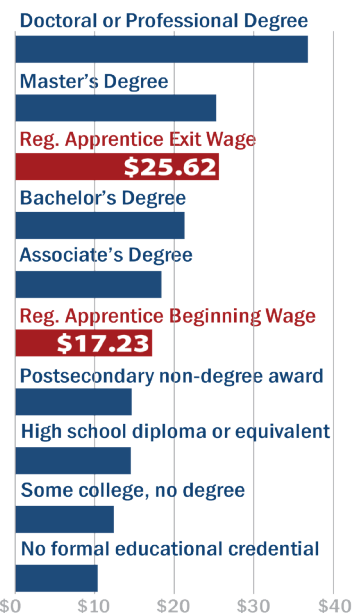 Doctoral or Professional Degree
Master's Degree
Reg. Apprentice Exit Wage
$25.62
Bachelor's Degree
Associate's Degree
Reg. Apprentice Beginning Wage
$17.23
Postsecondary non-degree award
High school diploma or equivalent
Some college, no degree
No formal educational credential
$0 $10 $20 $30 $40